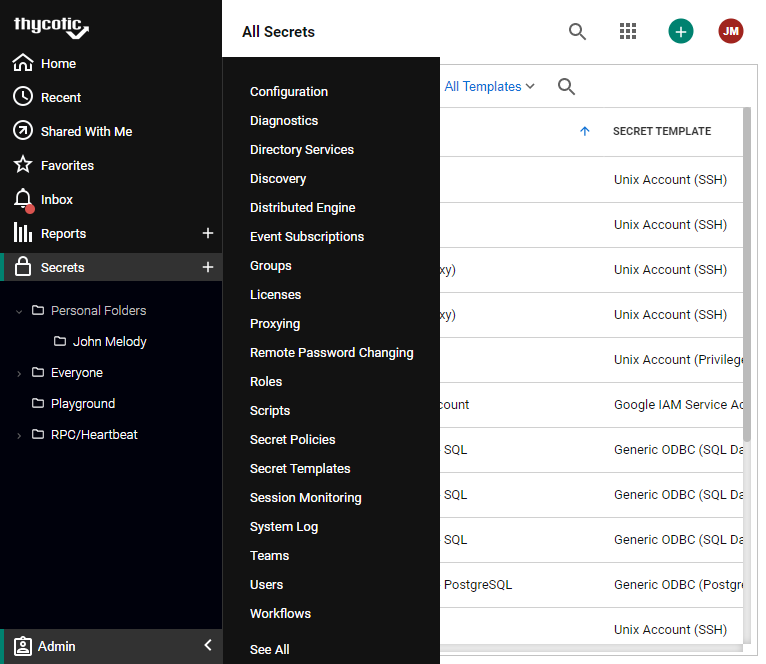 thycotic
Home
Recent
Shared With Me
Favorites
Inbox
Reports
Secrets
Personal Folders
John Melody
Everyone
Playground
RPC/Heartbeat
Admin
All Secrets
JM
Configuration
Diagnostics
Directory Services
Discovery
Distributed Engine
Event Subscriptions
Groups
Licenses
Proxying
Remote Password Changing
Roles
Scripts
Secret Policies
Secret Templates
Session Monitoring
System Log
Teams
Users
Workflows
See All
All Templates
SECRET TEMPLATE
Unix Account (SSH)
Unix Account (SSH)
xy) Unix Account (SSH)
xy) Unix Account (SSH)
Unix Account (Privilege
count Google IAM Service Ac
SQL Generic ODBC (SQL Da
SQL Generic ODBC (SQL Da
SQL Generic ODBC (SQL Da
PostgreSQL Generic ODBC (Postgr
Unix Account (SSH)